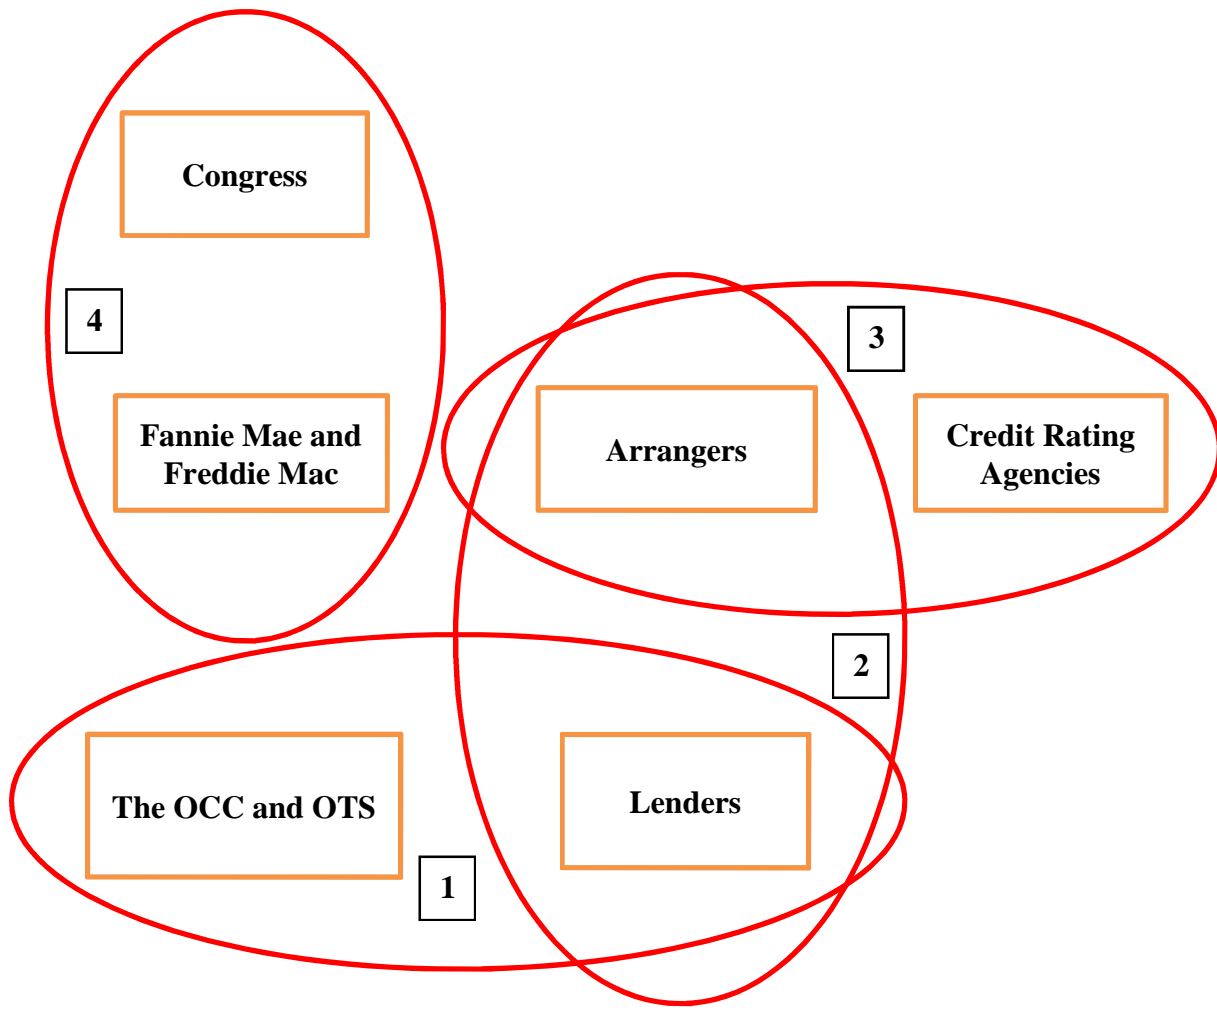 Congress
4
3
Fannie Mae and
Freddie Mac
Arrangers
Credit Rating
Agencies
2
The OCC and OTS
Lenders
1